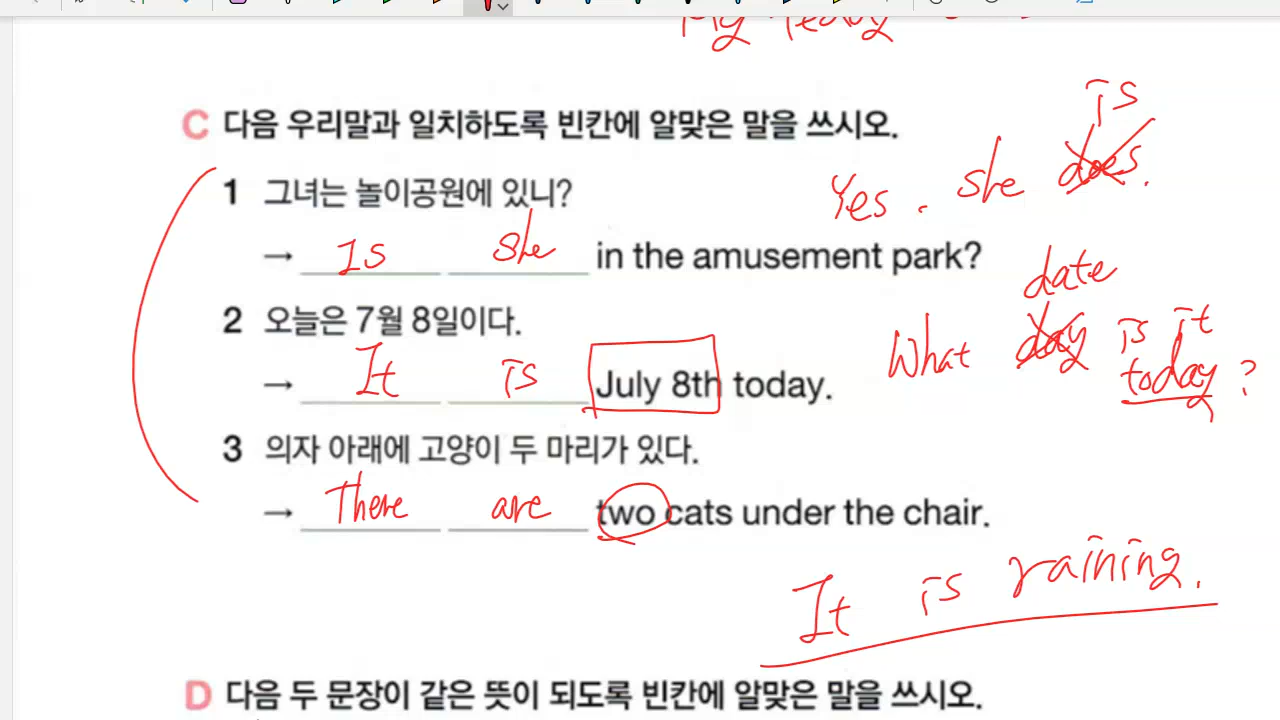 My today
C 다음 우리말과 일치하도록 빈칸에 알맞은 말을 쓰시오.
is
1 그녀는 놀이공원에 있니?
Yes. she does.
→ Is she in the amusement park?
date
2 오늘은 7월 8일이다.
What day is it
→ It is July 8th today.
today?
3 의자 아래에 고양이 두 마리가 있다.
→ There are two cats under the chair.
It is raining.
D 다음 두 문장이 같은 뜻이 되도록 빈칸에 알맞은 말을 쓰시오.